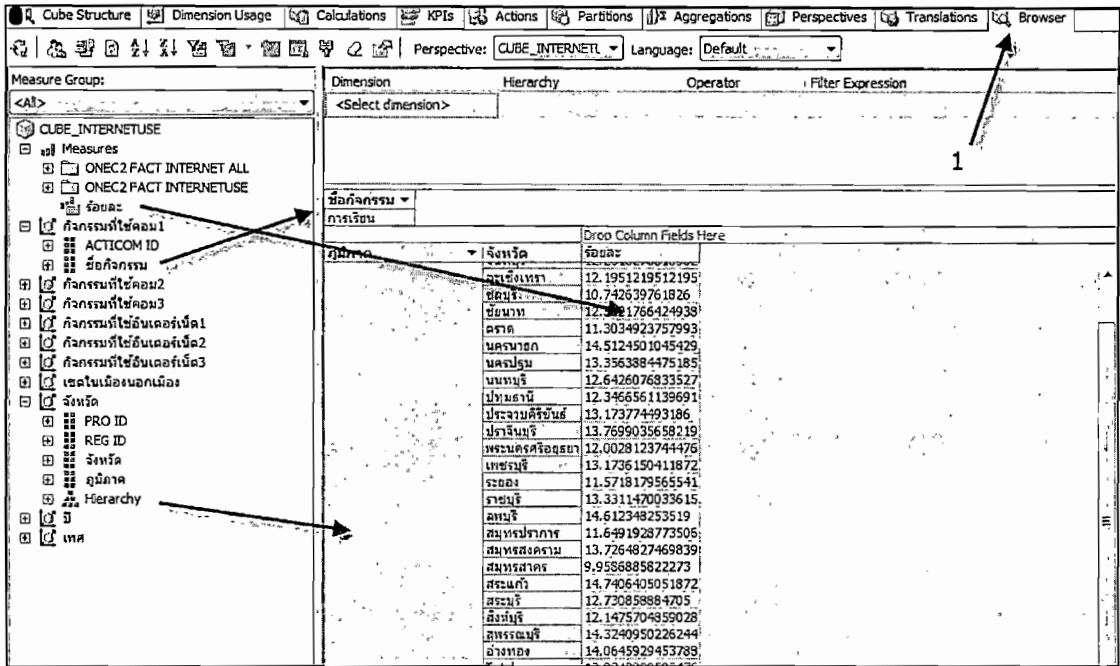 Cube Structure Dimension Usage Calculations KPIs Actions Partitions Aggregations Perspectives Translations Browser
Perspective: CUBE_INTERNETL Language: Default
Measure Group:
<All>
CUBE_INTERNETUSE
Measures
ONEC2 FACT INTERNET ALL
ONEC2 FACT INTERNETUSE
ร้อยละ
กิจกรรมที่ใช้คอม1
ACTICOM ID
ชื่อกิจกรรม
กิจกรรมที่ใช้คอม2
กิจกรรมที่ใช้คอม3
กิจกรรมที่ใช้อินเตอร์เน็ต1
กิจกรรมที่ใช้อินเตอร์เน็ต2
กิจกรรมที่ใช้อินเตอร์เน็ต3
เขตในเมืองนอกเมือง
จังหวัด
PRO ID
REG ID
จังหวัด
ภูมิภาค
Hierarchy
ปี
เพศ
Dimension Hierarchy Operator Filter Expression
<Select dimension>
1
ชื่อกิจกรรม
การเรียน
Drop Column Fields Here
ภูมิภาค จังหวัด ร้อยละ
ฉะเชิงเทรา 12.1951219512195
ชลบุรี 10.742639761826
ชัยนาท
ตราด 11.3034923757993
นครนายก 14.5124501045429
นครปฐม 13.3563884475185
นนทบุรี 12.6426076833527
ปทุมธานี 12.3466561139691
ประจวบคีรีขันธ์ 13.173774493186
ปราจีนบุรี 13.7699035658219
พระนครศรีอยุธยา 12.0028123744476
เพชรบุรี 13.1736150411872
ระยอง 11.5718179565541
ราชบุรี 13.3311470033615
ลพบุรี 14.612348253519
สมุทรปราการ 11.6491928773506
สมุทรสงคราม 13.7264827469839
สมุทรสาคร 9.9586885822273
สระแก้ว 14.7406405051872
สระบุรี 12.730858884705
สิงห์บุรี 12.1475704859028
สุพรรณบุรี 14.3240950226244
อ่างทอง 14.0645929453788